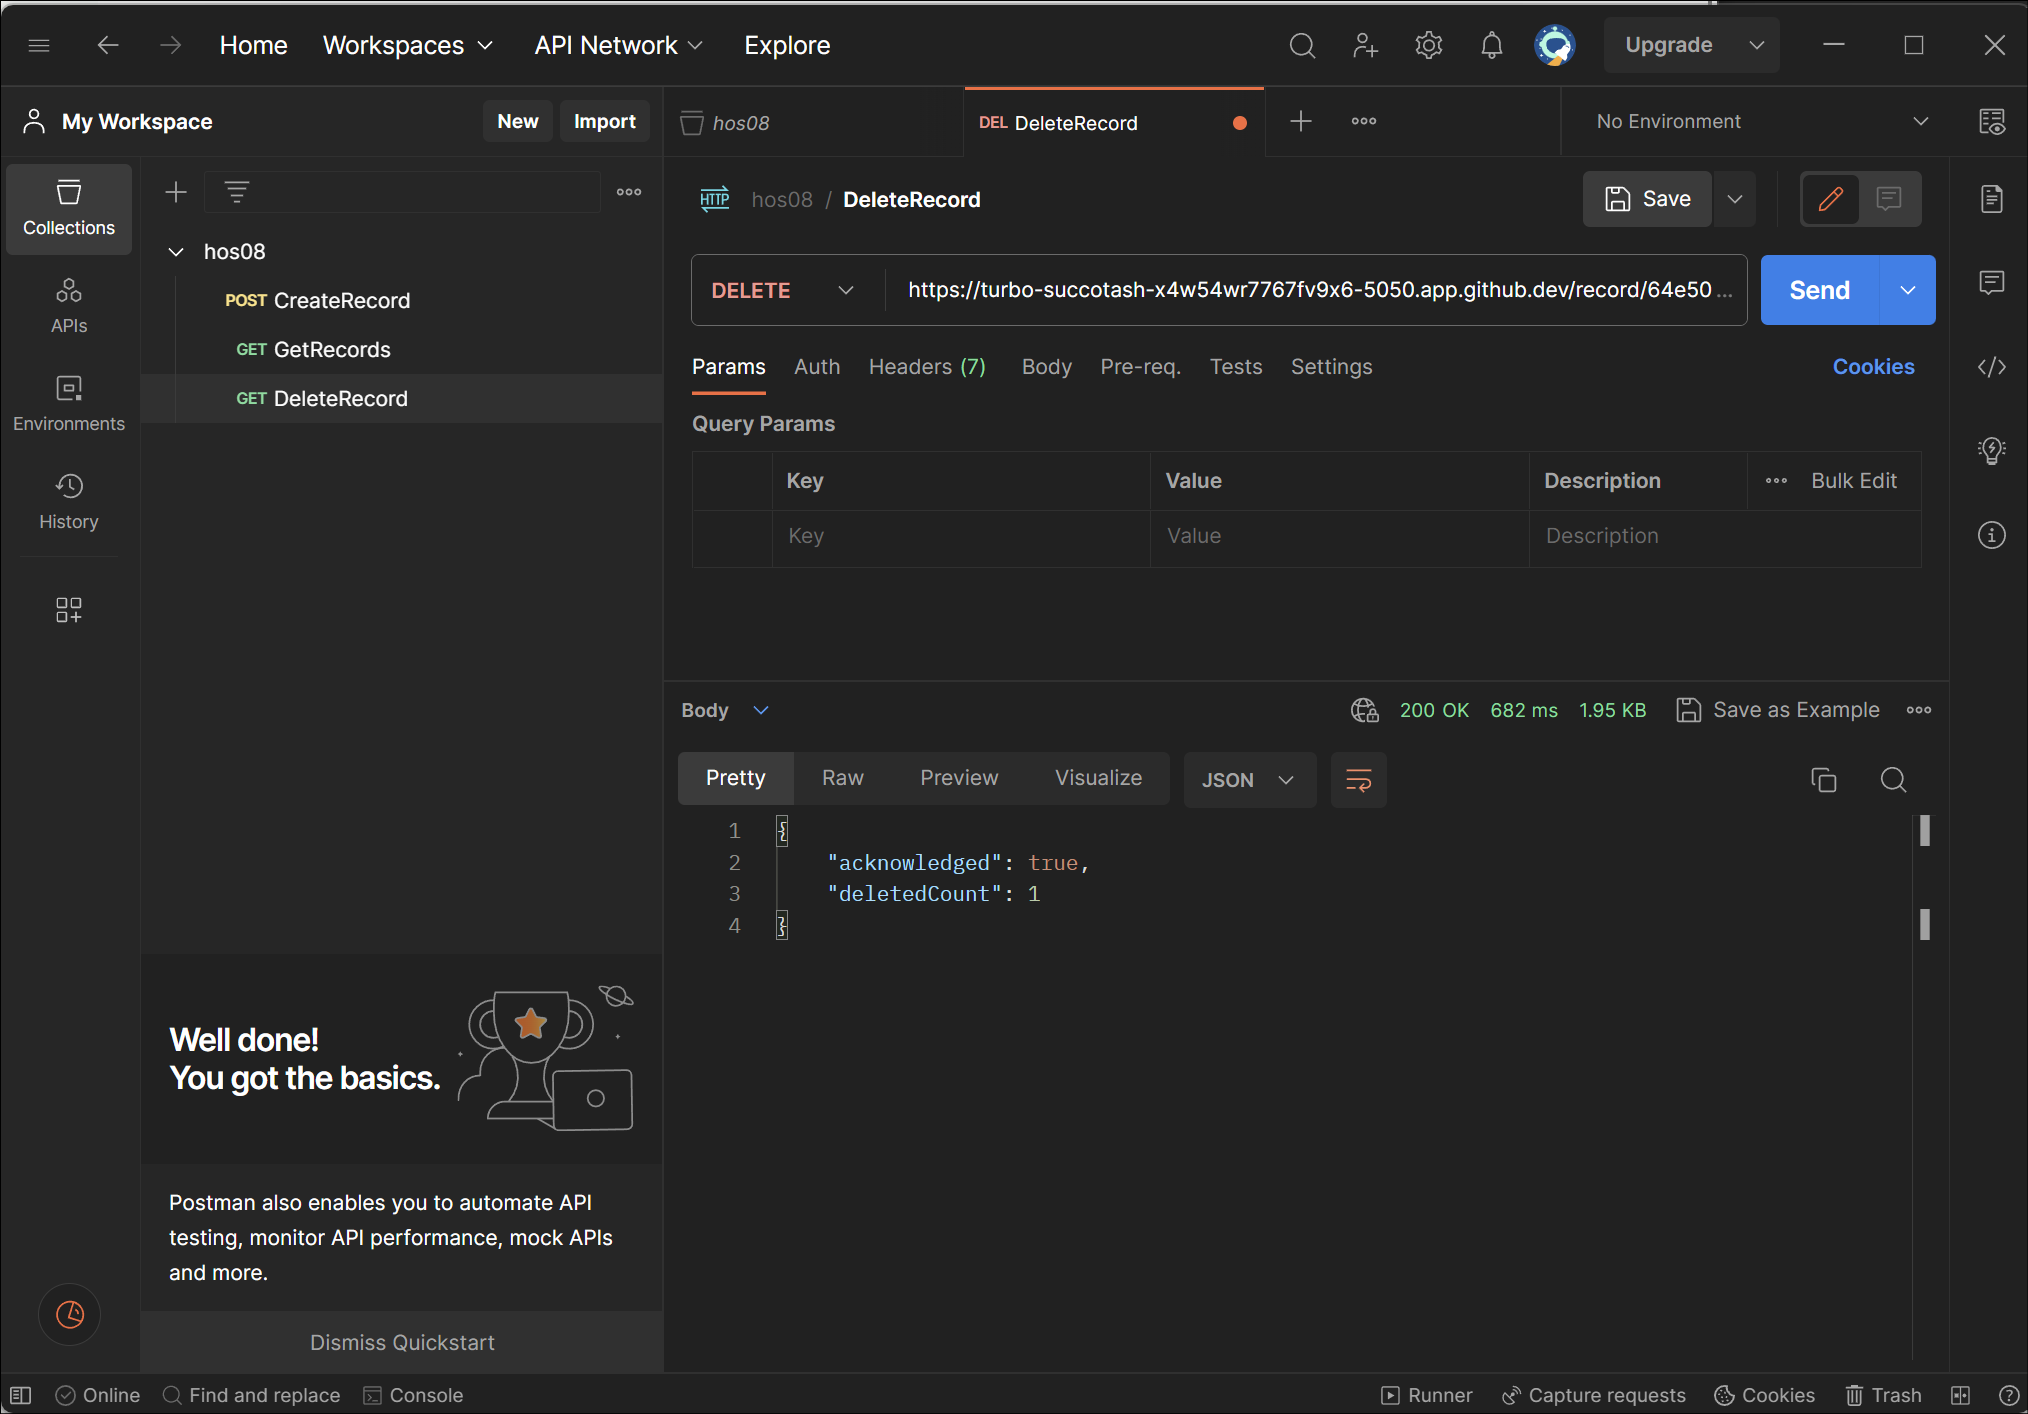 Home Workspaces API Network Explore Upgrade
My Workspace New Import
hos08 DEL DeleteRecord No Environment
Collections
APIs
Environments
History
hos08
POST CreateRecord
GET GetRecords
GET DeleteRecord
Well done!
You got the basics.
Postman also enables you to automate API
testing, monitor API performance, mock APIs
and more.
Dismiss Quickstart
HTTP hos08 / DeleteRecord Save
DELETE https://turbo-succotash-x4w54wr7767fv9x6-5050.app.github.dev/record/64e50 ... Send
Params Auth Headers (7) Body Pre-req. Tests Settings Cookies
Query Params
Key Value Description Bulk Edit
Key Value Description
Body 200 OK 682 ms 1.95 KB Save as Example
Pretty Raw Preview Visualize JSON
1 {
2 "acknowledged": true,
3 "deletedCount": 1
4 }
Online Find and replace Console Runner Capture requests Cookies Trash